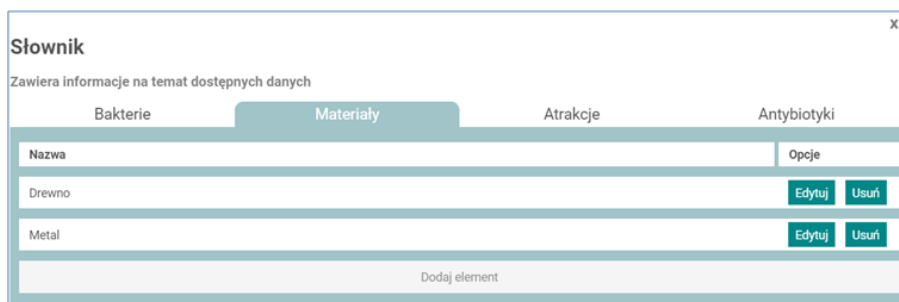 x
Słownik
Zawiera informacje na temat dostępnych danych
Bakterie Materiały Atrakcje Antybiotyki
Nazwa Opcje
Drewno Edytuj Usuń
Metal Edytuj Usuń
Dodaj element